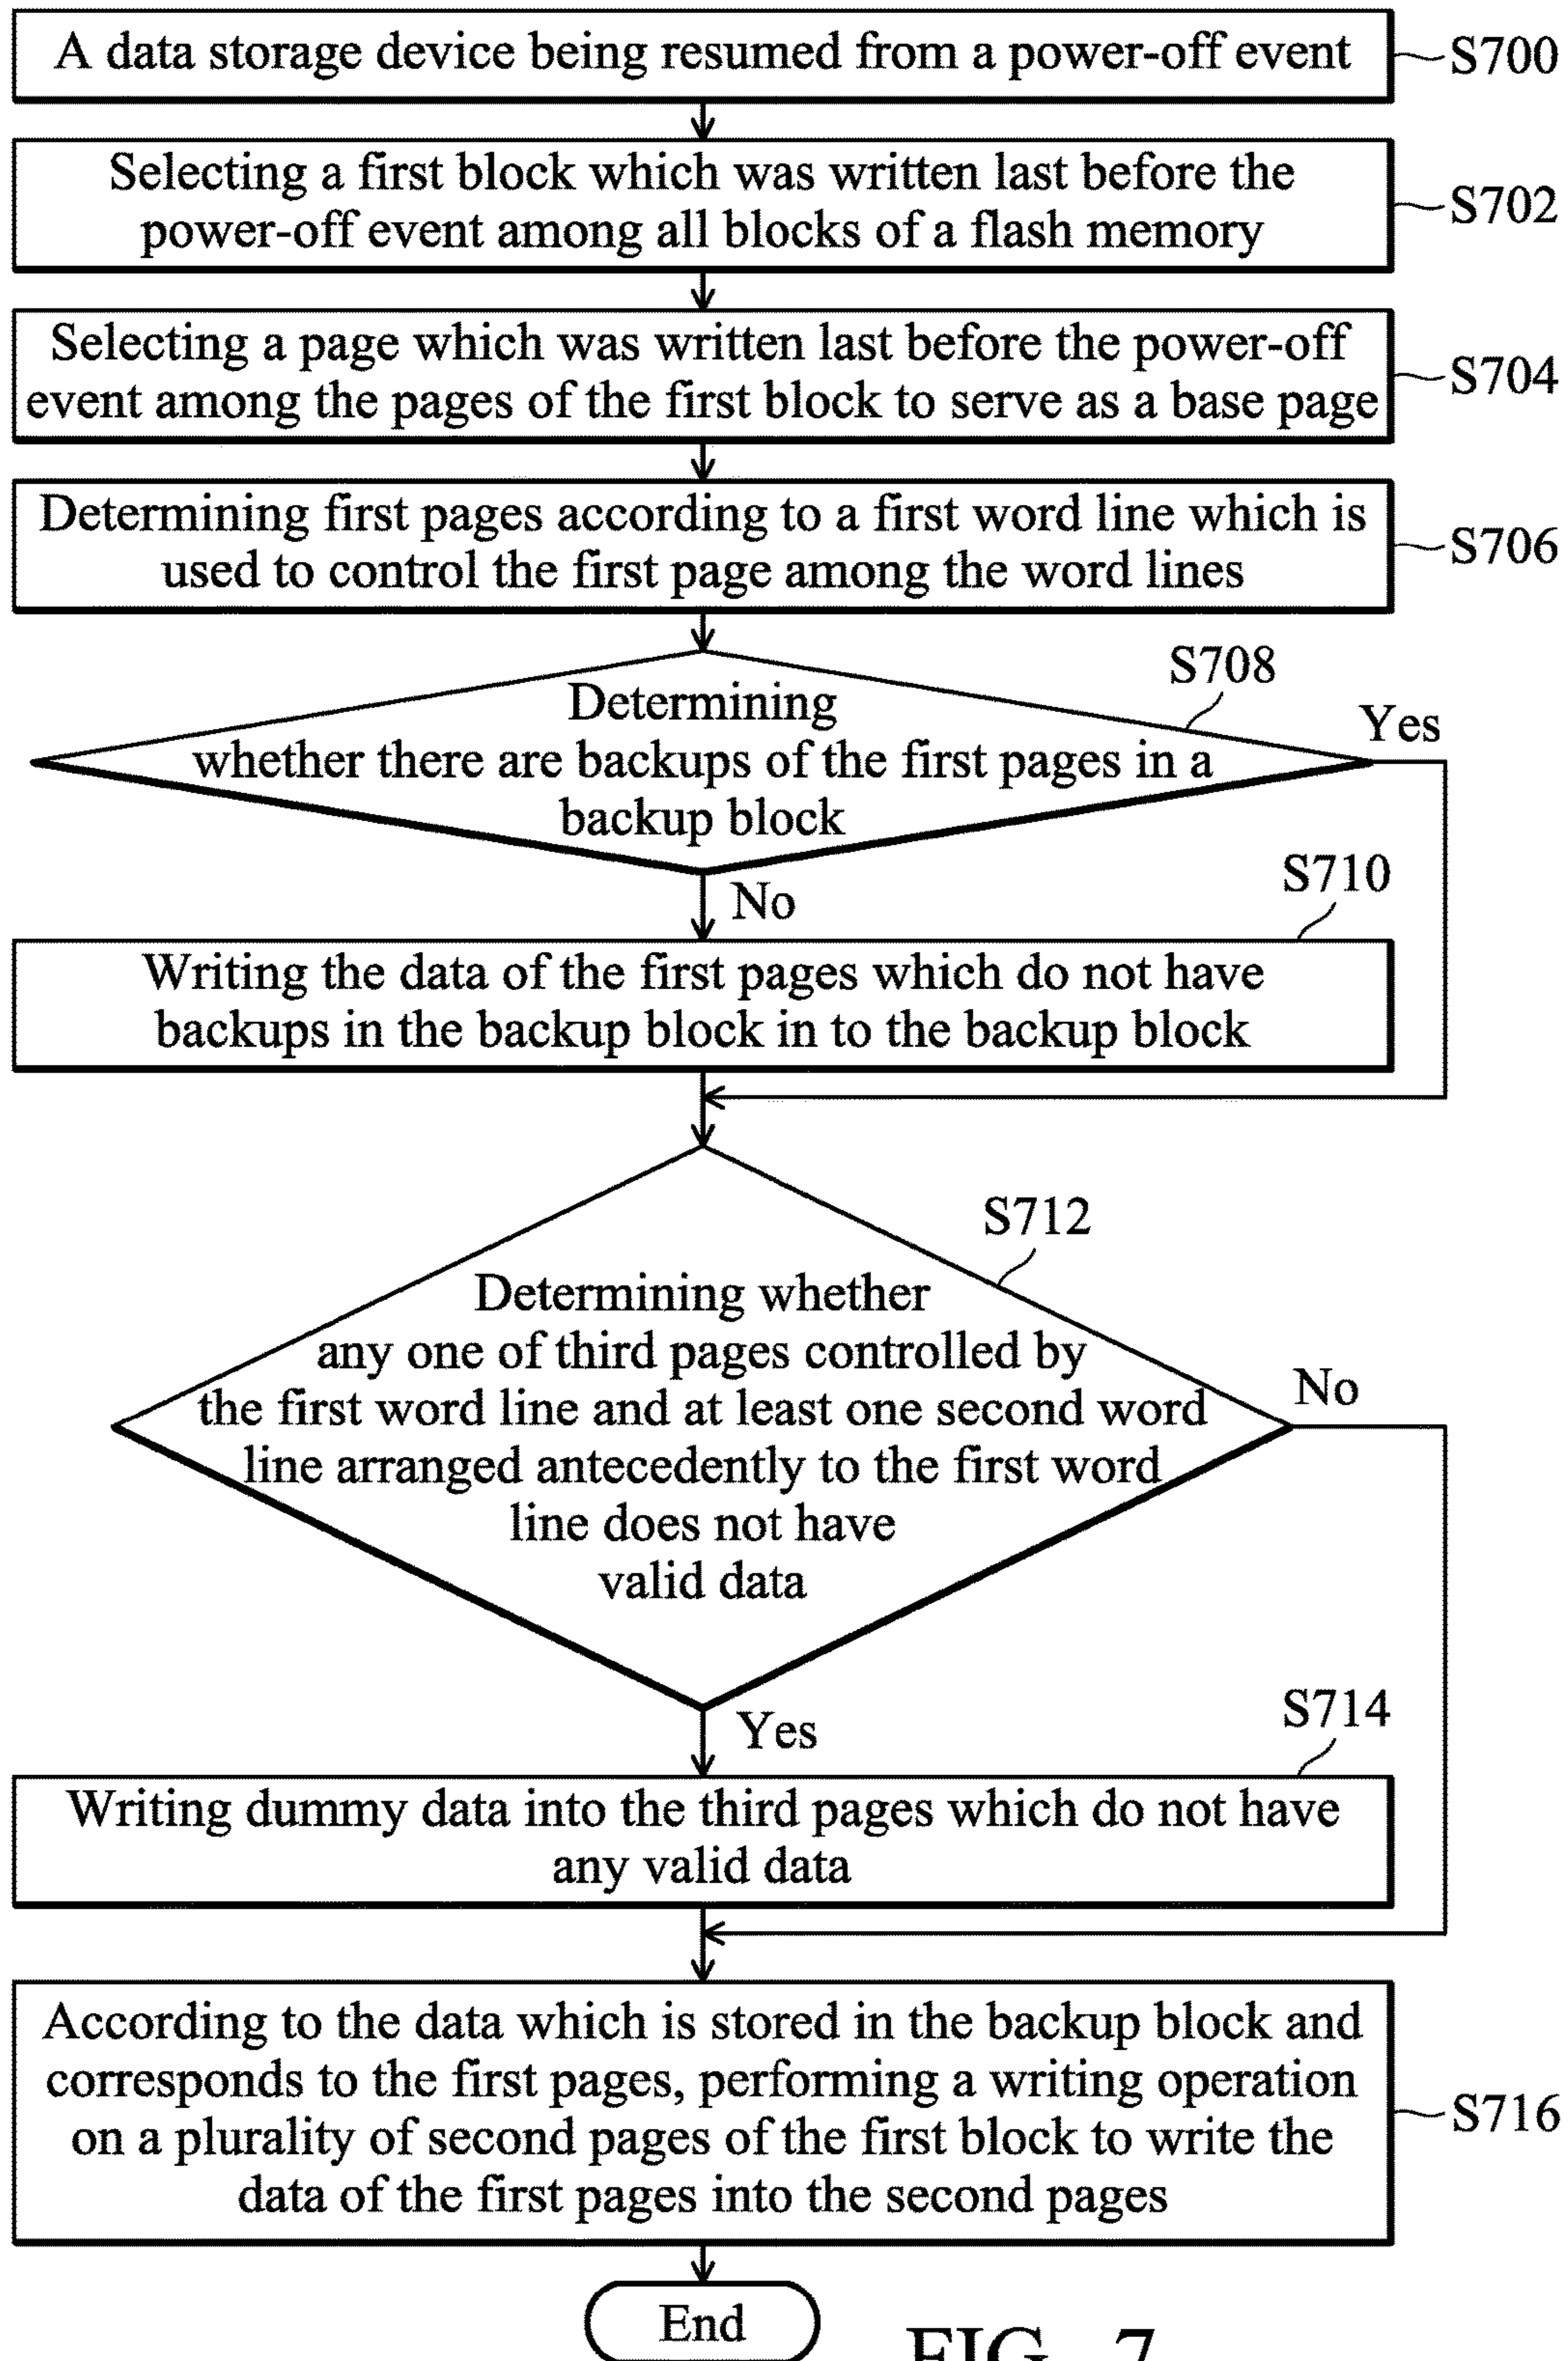 A data storage device being resumed from a power-off event
S700
Selecting a first block which was written last before the
power-off event among all blocks of a flash memory
S702
Selecting a page which was written last before the power-off
event among the pages of the first block to serve as a base page
S704
Determining first pages according to a first word line which is
used to control the first page among the word lines
S706
S708
Determining
whether there are backups of the first pages in a
backup block
Yes
No
S710
Writing the data of the first pages which do not have
backups in the backup block in to the backup block
S712
Determining whether
any one of third pages controlled by
the first word line and at least one second word
line arranged antecedently to the first word
line does not have
valid data
No
Yes
S714
Writing dummy data into the third pages which do not have
any valid data
According to the data which is stored in the backup block and
corresponds to the first pages, performing a writing operation
on a plurality of second pages of the first block to write the
data of the first pages into the second pages
S716
End
FIG. 7